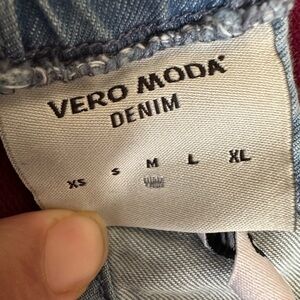 VERO MODA
DENIM
XS S M L XL